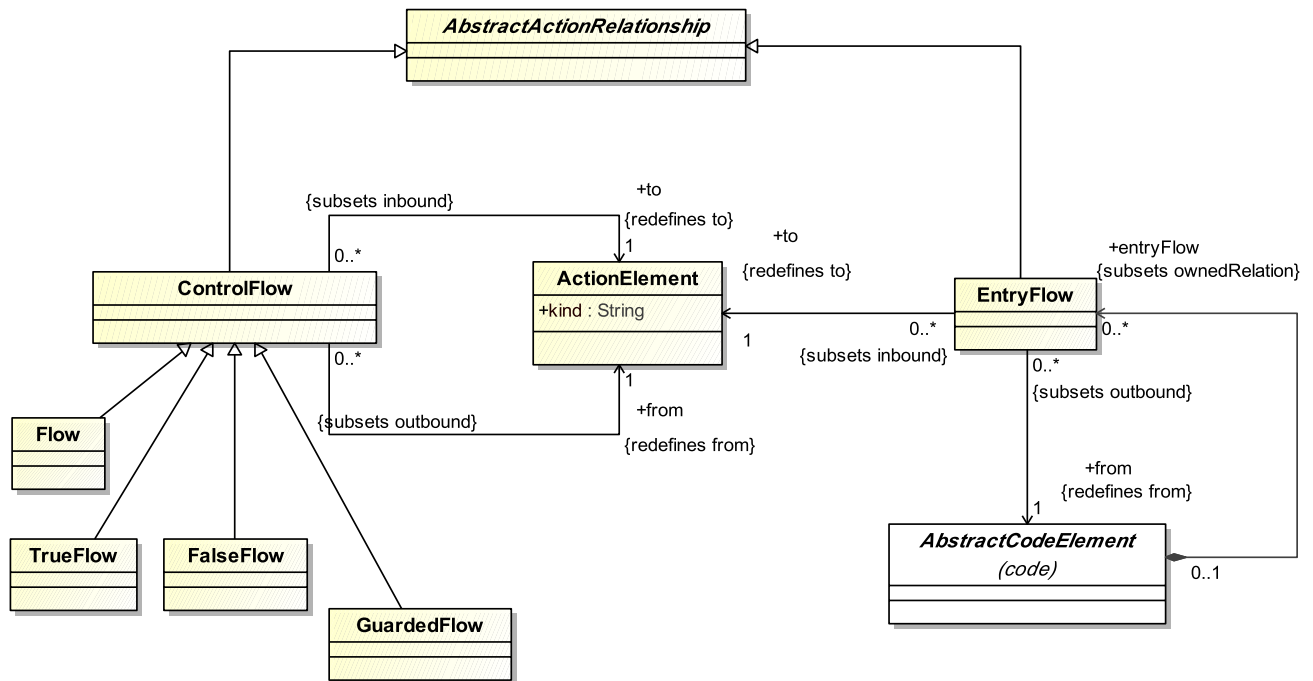 AbstractActionRelationship
+to
{subsets inbound}
{redefines to}
0..*
1
+to
{redefines to}
+entryFlow
{subsets ownedRelation}
ControlFlow
ActionElement
+kind : String
EntryFlow
0..*
0..*
1
{subsets inbound}
0..*
0..*
1
{subsets outbound}
+from
{subsets outbound}
{redefines from}
Flow
+from
{redefines from}
1
TrueFlow
FalseFlow
AbstractCodeElement
(code)
0..1
GuardedFlow